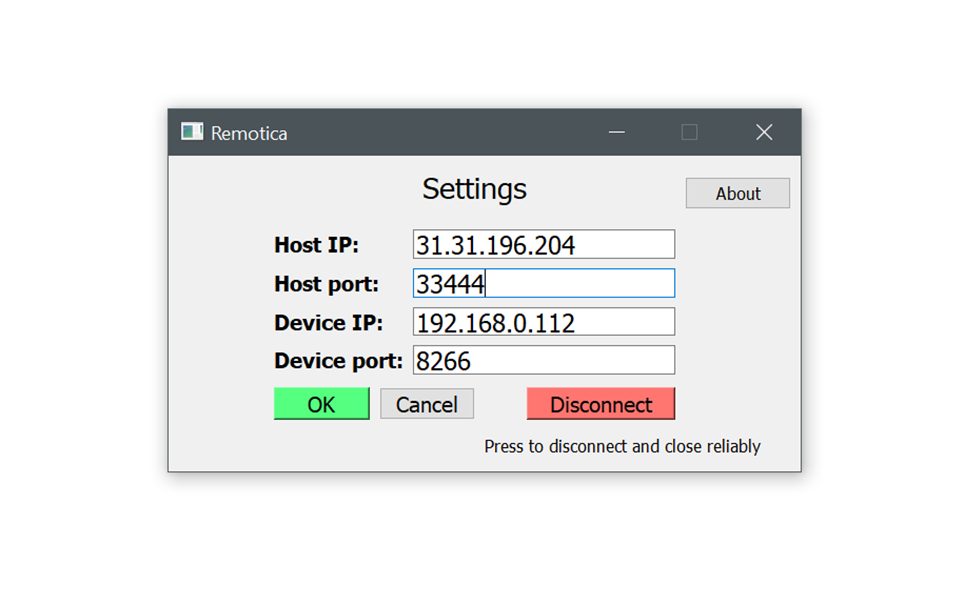 Remotica
Settings
About
Host IP: 31.31.196.204
Host port: 33444
Device IP: 192.168.0.112
Device port: 8266
OK Cancel Disconnect
Press to disconnect and close reliably